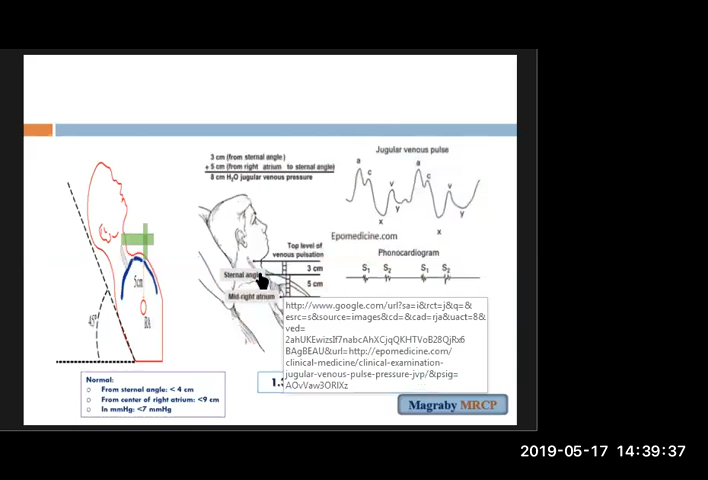 3 cm (from sternal angle)
+ 5 cm (from right atrium to sternal angle)
8 cm H₂O jugular venous pressure
Jugular venous pulse
a
c
v
y
x
a
c
v
y
x
Epomedicine.com
Phonocardiogram
S₁ S₂ S₁ S₂
Top level of
venous pulsation
3 cm
Sternal angle
5 cm
Mid-right atrium
5cm
RA
45°
http://www.google.com/url?sa=i&rct=j&q=&
esrc=s&source=images&cd=&cad=rja&uact=8&
ved=
2ahUKEwizsIf7nabcAhXCjqQKHTVoB28QjRx6
BAgBEAU&url=http://epomedicine.com/
clinical-medicine/clinical-examination-
jugular-venous-pulse-pressure-jvp/&psig=
AOvVaw3ORlXz
Normal:
From sternal angle: < 4 cm
From center of right atrium: <9 cm
In mmHg: <7 mmHg
Magraby MRCP
2019-05-17 14:39:37